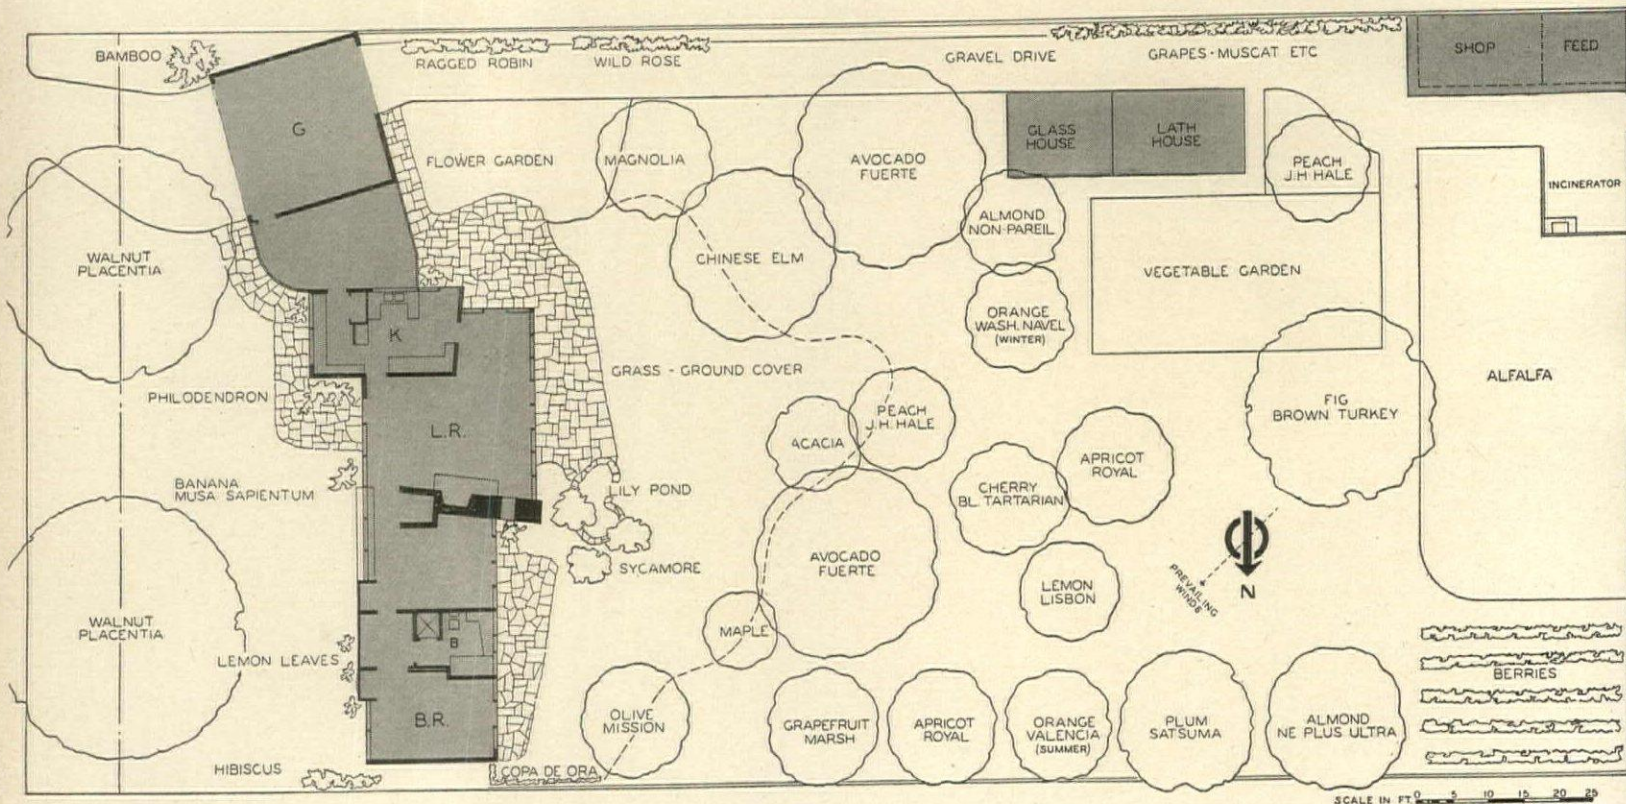 BAMBOO
RAGGED ROBIN
WILD ROSE
GRAVEL DRIVE
GRAPES - MUSCAT ETC
SHOP
FEED
G
FLOWER GARDEN
MAGNOLIA
AVOCADO
FUERTE
GLASS
HOUSE
LATH
HOUSE
PEACH
J.H. HALE
INCINERATOR
WALNUT
PLACENTIA
CHINESE ELM
ALMOND
NON-PAREIL
VEGETABLE GARDEN
K
ORANGE
WASH. NAVEL
(WINTER)
GRASS - GROUND COVER
ALFALFA
PHILODENDRON
L.R.
ACACIA
PEACH
J.H. HALE
FIG
BROWN TURKEY
BANANA
MUSA SAPIENTUM
LILY POND
CHERRY
BL. TARTARIAN
APRICOT
ROYAL
SYCAMORE
AVOCADO
FUERTE
LEMON
LISBON
PREVAILING
WINDS
N
WALNUT
PLACENTIA
MAPLE
B
LEMON LEAVES
BERRIES
B.R.
OLIVE
MISSION
GRAPEFRUIT
MARSH
APRICOT
ROYAL
ORANGE
VALENCIA
(SUMMER)
PLUM
SATSUMA
ALMOND
NE PLUS ULTRA
HIBISCUS
COPA DE ORA
SCALE IN FT. 0 5 10 15 20 25